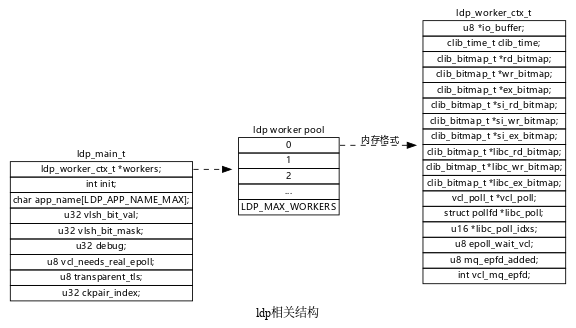 ldp_main_t
ldp_worker_ctx_t *workers;
int init;
char app_name[LDP_APP_NAME_MAX];
u32 vlsh_bit_val;
u32 vlsh_bit_mask;
u32 debug;
u8 vcl_needs_real_epoll;
u8 transparent_tls;
u32 ckpair_index;
ldp worker pool
0
1
2
...
LDP_MAX_WORKERS
内存格式
ldp_worker_ctx_t
u8 *io_buffer;
clib_time_t clib_time;
clib_bitmap_t *rd_bitmap;
clib_bitmap_t *wr_bitmap;
clib_bitmap_t *ex_bitmap;
clib_bitmap_t *si_rd_bitmap;
clib_bitmap_t *si_wr_bitmap;
clib_bitmap_t *si_ex_bitmap;
clib_bitmap_t *libc_rd_bitmap;
clib_bitmap_t *libc_wr_bitmap;
clib_bitmap_t *libc_ex_bitmap;
vcl_poll_t *vcl_poll;
struct pollfd *libc_poll;
u16 *libc_poll_idxs;
u8 epoll_wait_vcl;
u8 mq_epfd_added;
int vcl_mq_epfd;
ldp相关结构